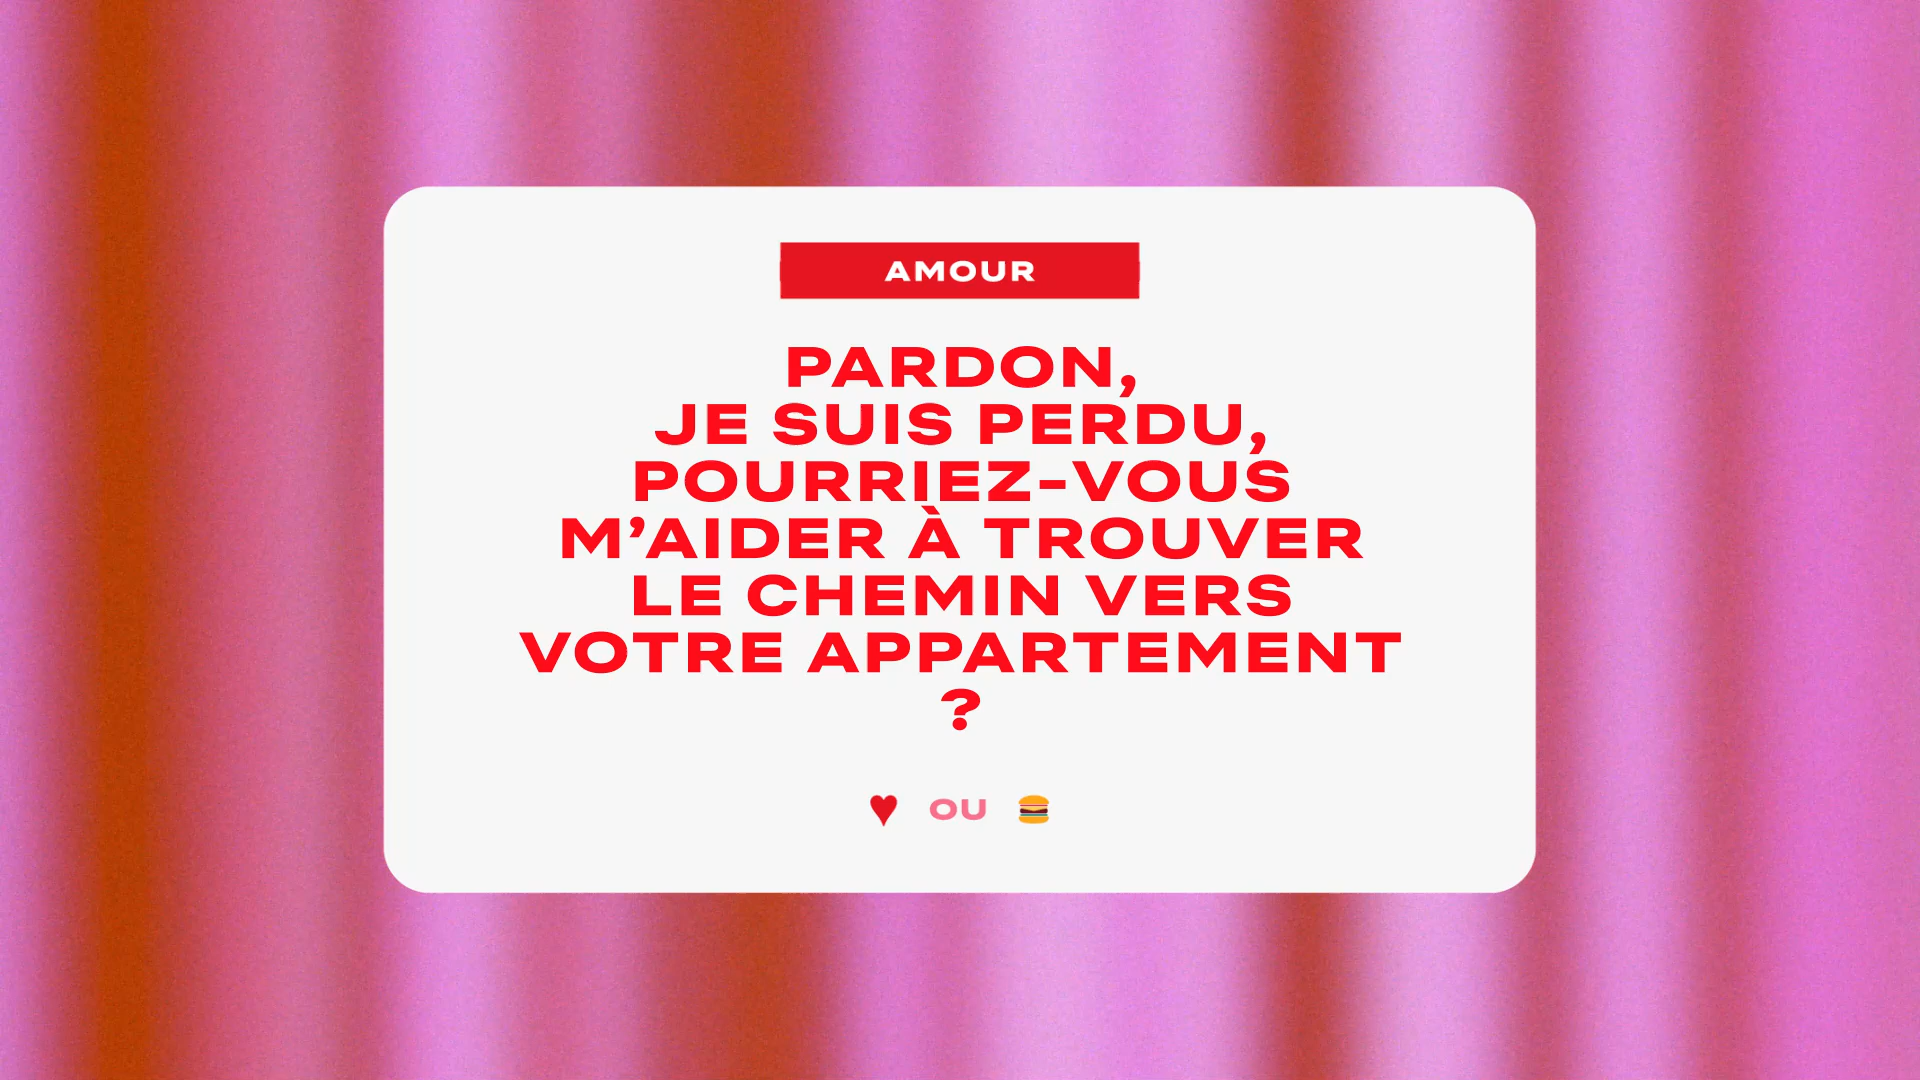 AMOUR
PARDON,
JE SUIS PERDU,
POURRIEZ-VOUS
M’AIDER À TROUVER
LE CHEMIN VERS
VOTRE APPARTEMENT
?
♥ OU 🍔